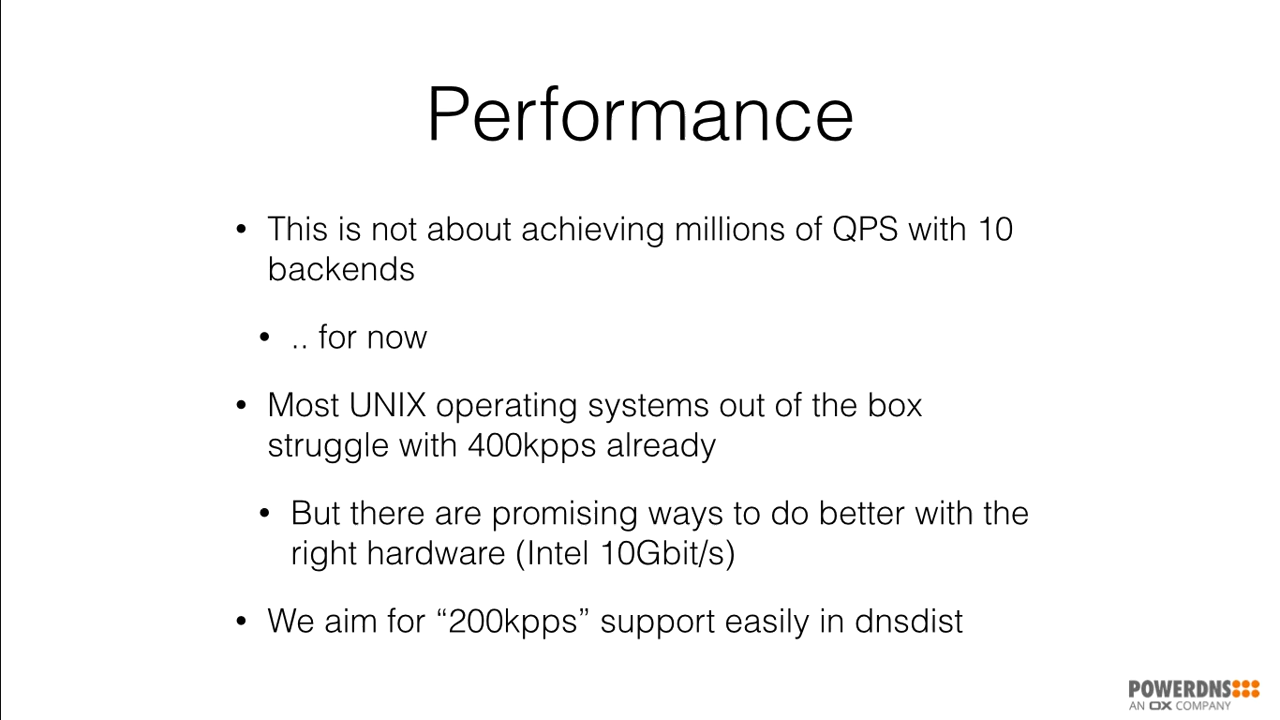 Performance
• This is not about achieving millions of QPS with 10
backends
• .. for now
• Most UNIX operating systems out of the box
struggle with 400kpps already
• But there are promising ways to do better with the
right hardware (Intel 10Gbit/s)
• We aim for “200kpps” support easily in dnsdist
POWERDNS
AN OX COMPANY